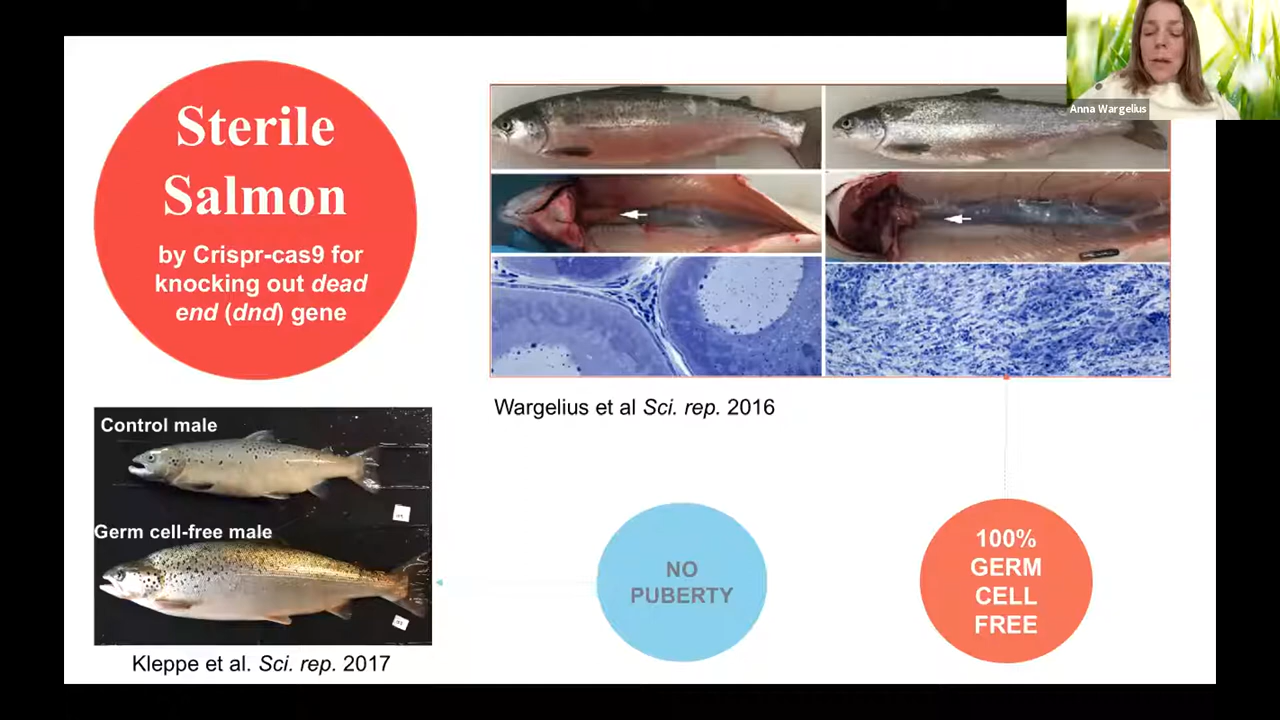 Sterile
Salmon
by Crispr-cas9 for
knocking out dead
end (dnd) gene
Anna Wargelius
Wargelius et al Sci. rep. 2016
Control male
Germ cell-free male
Kleppe et al. Sci. rep. 2017
NO
PUBERTY
100%
GERM
CELL
FREE